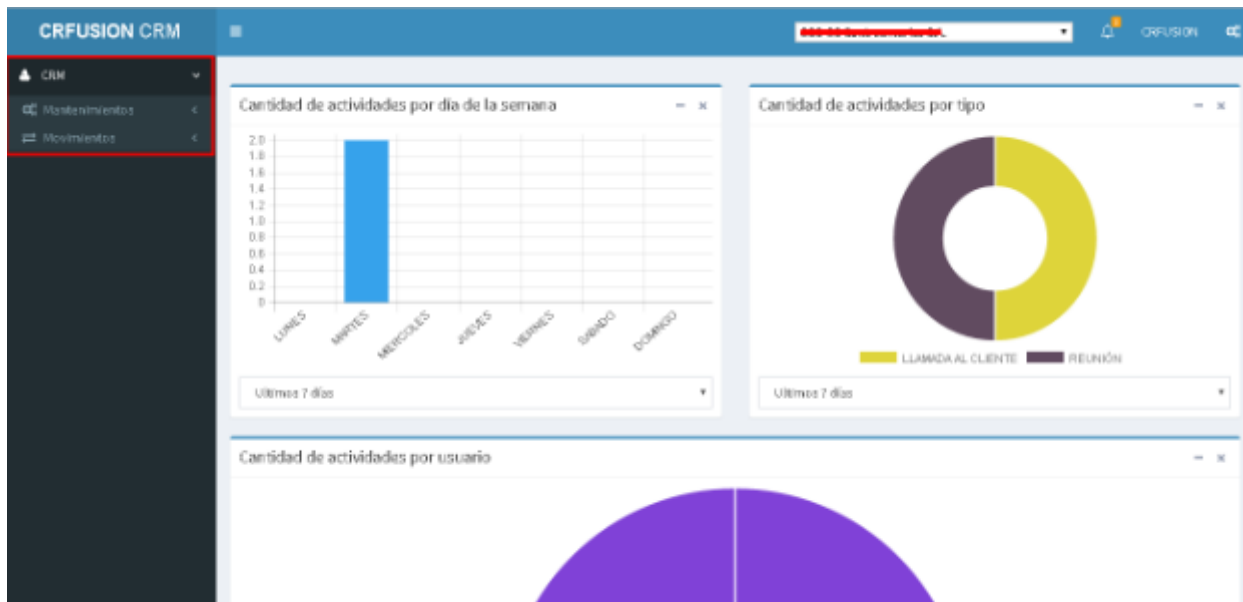 CRFUSION CRM
CRFUSION
CRM
Mantenimientos
Movimientos
Cantidad de actividades por día de la semana
2.0
1.8
1.6
1.4
1.2
1.0
0.8
0.6
0.4
0.2
0
LUNES MARTES MIERCOLES JUEVES VIERNES SABADO DOMINGO
Ultimos 7 días
Cantidad de actividades por tipo
LLAMADA AL CLIENTE REUNIÓN
Ultimos 7 días
Cantidad de actividades por usuario